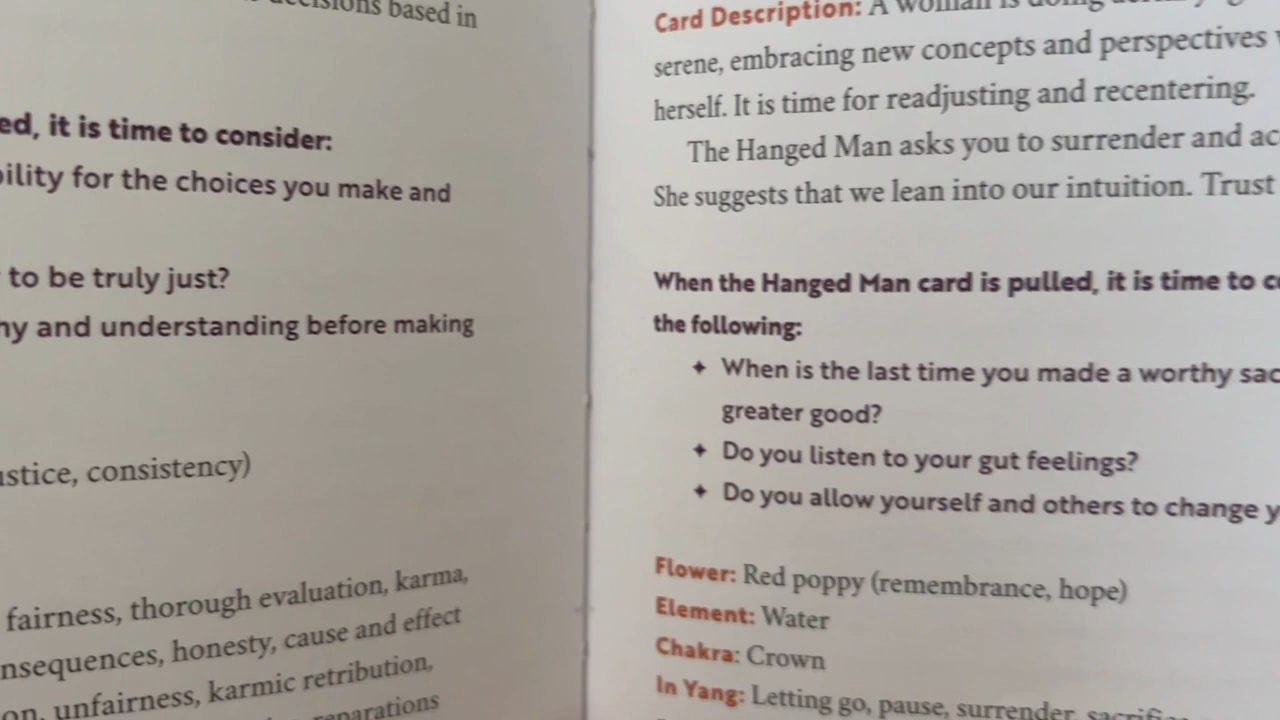 based in
ed, it is time to consider:
bility for the choices you make and
to be truly just?
hy and understanding before making
ustice, consistency)
fairness, thorough evaluation, karma,
nsequences, honesty, cause and effect
on, unfairness, karmic retribution,
reparations
Card Description: A woman is doing
serene, embracing new concepts and perspectives
herself. It is time for readjusting and recentering.
The Hanged Man asks you to surrender and ac
She suggests that we lean into our intuition. Trust
When the Hanged Man card is pulled, it is time to c
the following:
✦ When is the last time you made a worthy sac
greater good?
✦ Do you listen to your gut feelings?
✦ Do you allow yourself and others to change y
Flower: Red poppy (remembrance, hope)
Element: Water
Chakra: Crown
In Yang: Letting go, pause, surrender,